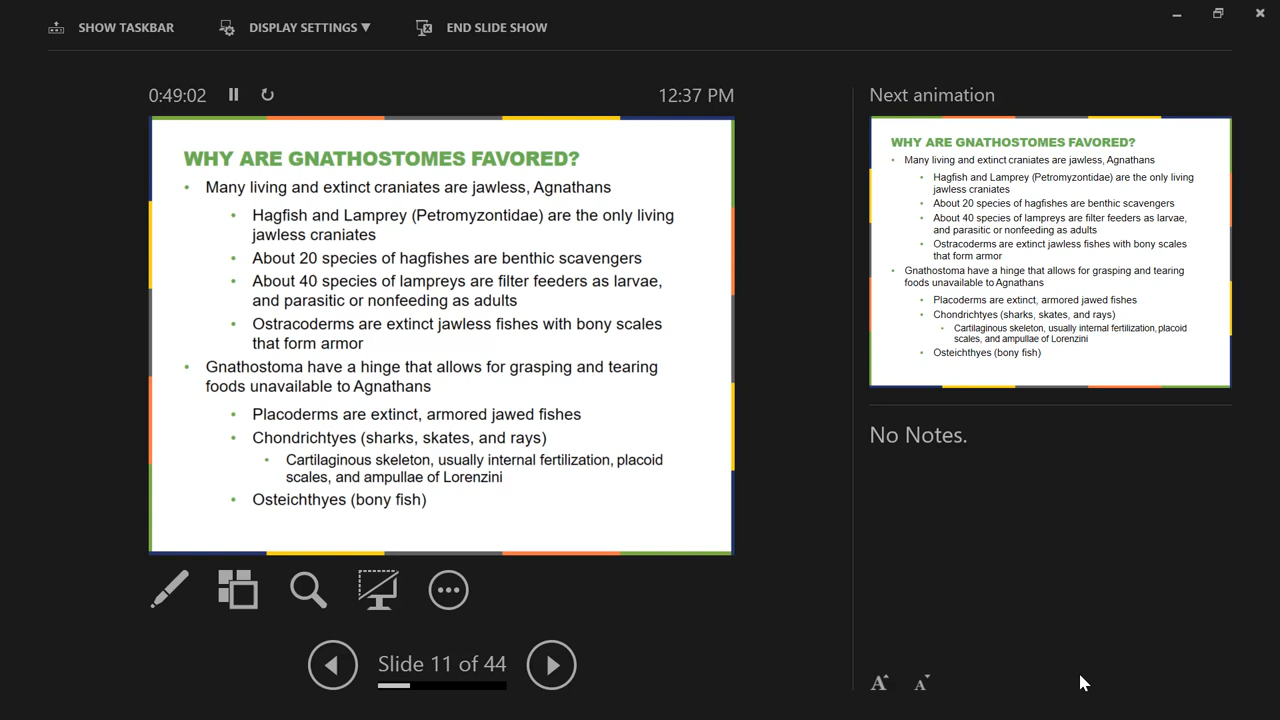 SHOW TASKBAR
DISPLAY SETTINGS ▼
END SLIDE SHOW
0:49:02
12:37 PM
WHY ARE GNATHOSTOMES FAVORED?
• Many living and extinct craniates are jawless, Agnathans
• Hagfish and Lamprey (Petromyzontidae) are the only living
jawless craniates
• About 20 species of hagfishes are benthic scavengers
• About 40 species of lampreys are filter feeders as larvae,
and parasitic or nonfeeding as adults
• Ostracoderms are extinct jawless fishes with bony scales
that form armor
• Gnathostoma have a hinge that allows for grasping and tearing
foods unavailable to Agnathans
• Placoderms are extinct, armored jawed fishes
• Chondrichtyes (sharks, skates, and rays)
• Cartilaginous skeleton, usually internal fertilization, placoid
scales, and ampullae of Lorenzini
• Osteichthyes (bony fish)
Slide 11 of 44
Next animation
WHY ARE GNATHOSTOMES FAVORED?
• Many living and extinct craniates are jawless, Agnathans
• Hagfish and Lamprey (Petromyzontidae) are the only living
jawless craniates
• About 20 species of hagfishes are benthic scavengers
• About 40 species of lampreys are filter feeders as larvae,
and parasitic or nonfeeding as adults
• Ostracoderms are extinct jawless fishes with bony scales
that form armor
• Gnathostoma have a hinge that allows for grasping and tearing
foods unavailable to Agnathans
• Placoderms are extinct, armored jawed fishes
• Chondrichtyes (sharks, skates, and rays)
• Cartilaginous skeleton, usually internal fertilization, placoid
scales, and ampullae of Lorenzini
• Osteichthyes (bony fish)
No Notes.
A A